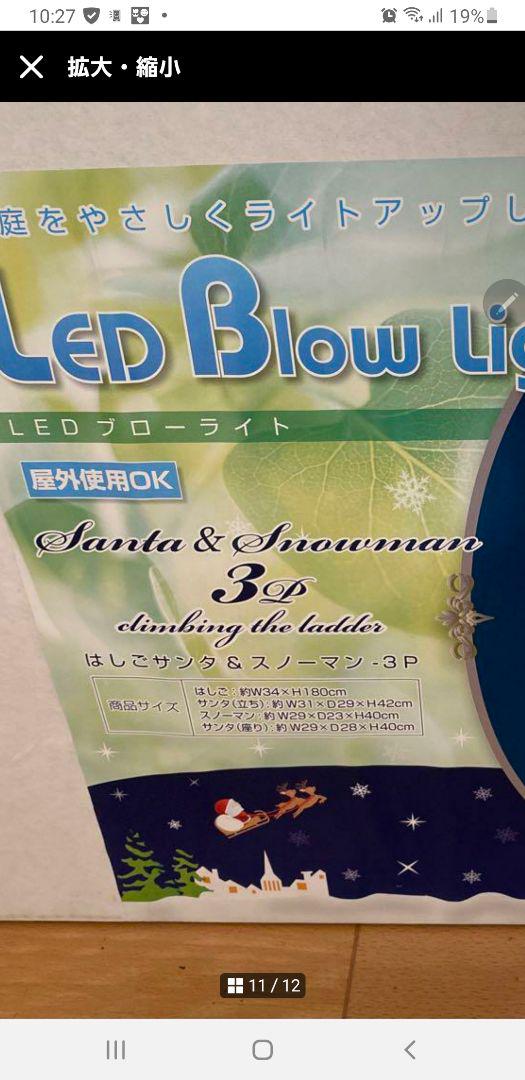 10:27
19%
拡大・縮小
庭をやさしくライトアップし
LED Blow Lig
LEDブローライト
屋外使用OK
Santa & Snowman
3P
climbing the ladder
はしごサンタ&スノーマン-3P
商品サイズ
はしご:約W34×H180cm
サンタ(立ち):約W31×D29×H42cm
スノーマン:約W29×D23×H40cm
サンタ(座り):約W29×D28×H40cm
11 / 12